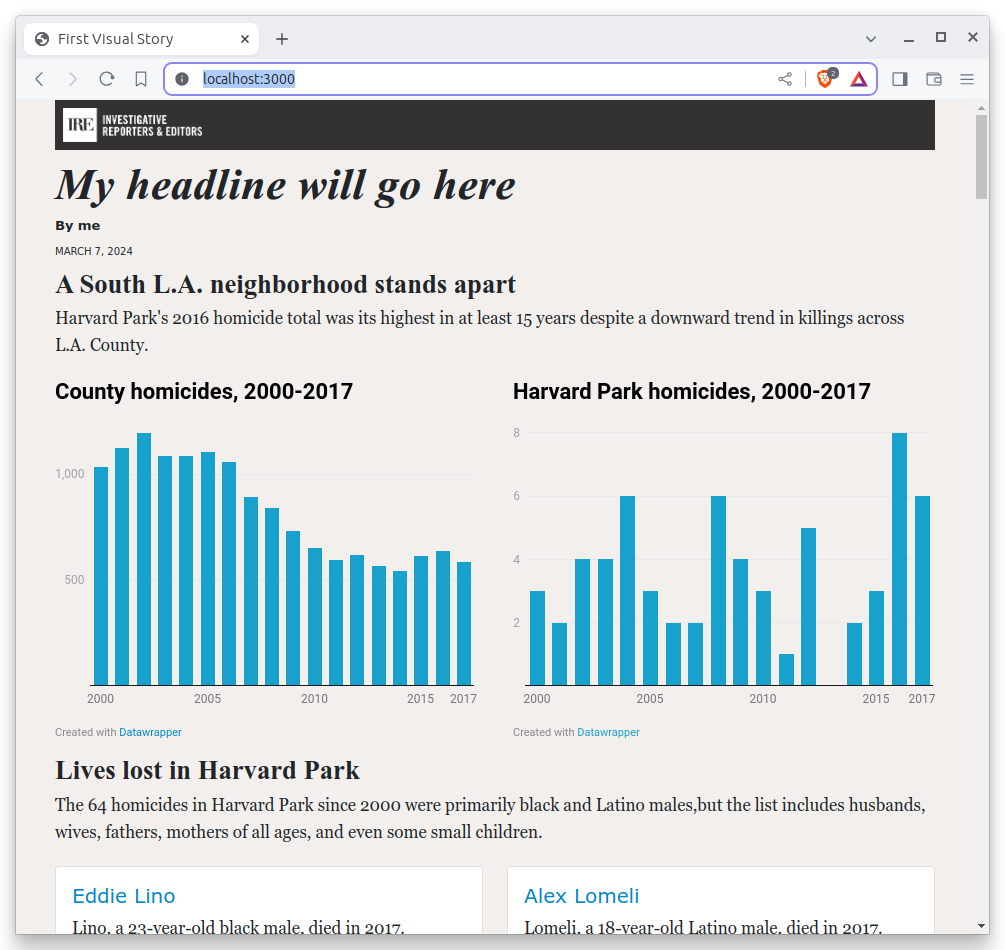 First Visual Story
localhost:3000
2
IRE
INVESTIGATIVE
REPORTERS & EDITORS
My headline will go here
By me
MARCH 7, 2024
A South L.A. neighborhood stands apart
Harvard Park's 2016 homicide total was its highest in at least 15 years despite a downward trend in killings across
L.A. County.
County homicides, 2000-2017
1,000
500
2000 2005 2010 2015 2017
Created with Datawrapper
Harvard Park homicides, 2000-2017
8
6
4
2
2000 2005 2010 2015 2017
Created with Datawrapper
Lives lost in Harvard Park
The 64 homicides in Harvard Park since 2000 were primarily black and Latino males,but the list includes husbands,
wives, fathers, mothers of all ages, and even some small children.
Eddie Lino
Lino, a 23-year-old black male, died in 2017.
Alex Lomeli
Lomeli, a 18-year-old Latino male, died in 2017.